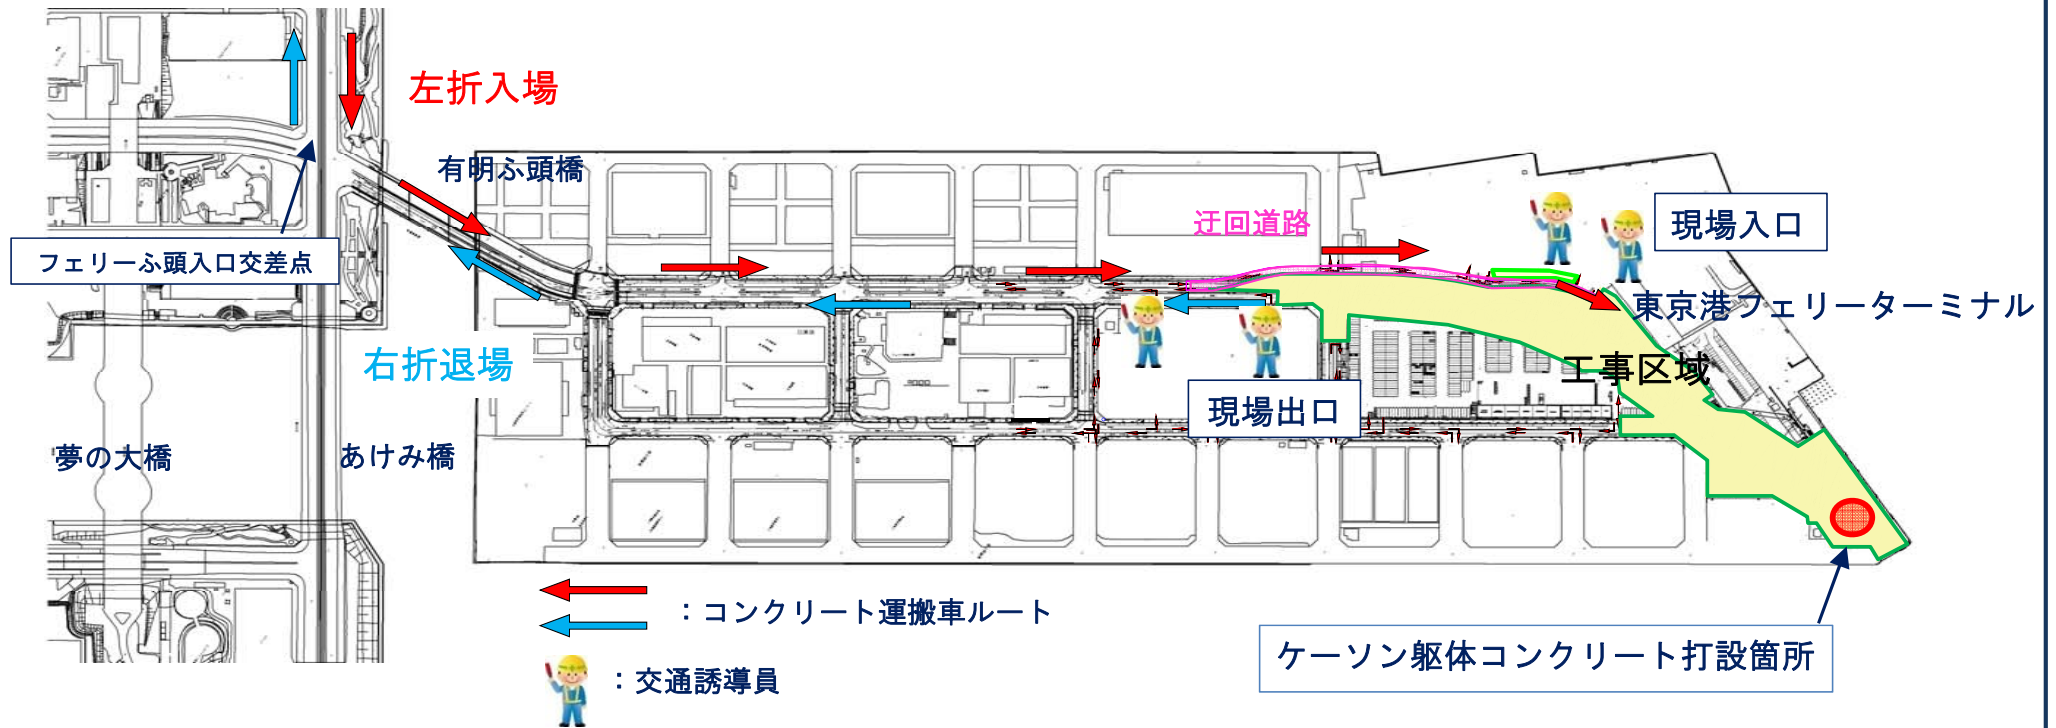 左折入場
有明ふ頭橋
フェリーふ頭入口交差点
迂回道路
現場入口
東京港フェリーターミナル
右折退場
工事区域
現場出口
夢の大橋
あけみ橋
：コンクリート運搬車ルート
ケーソン躯体コンクリート打設箇所
：交通誘導員